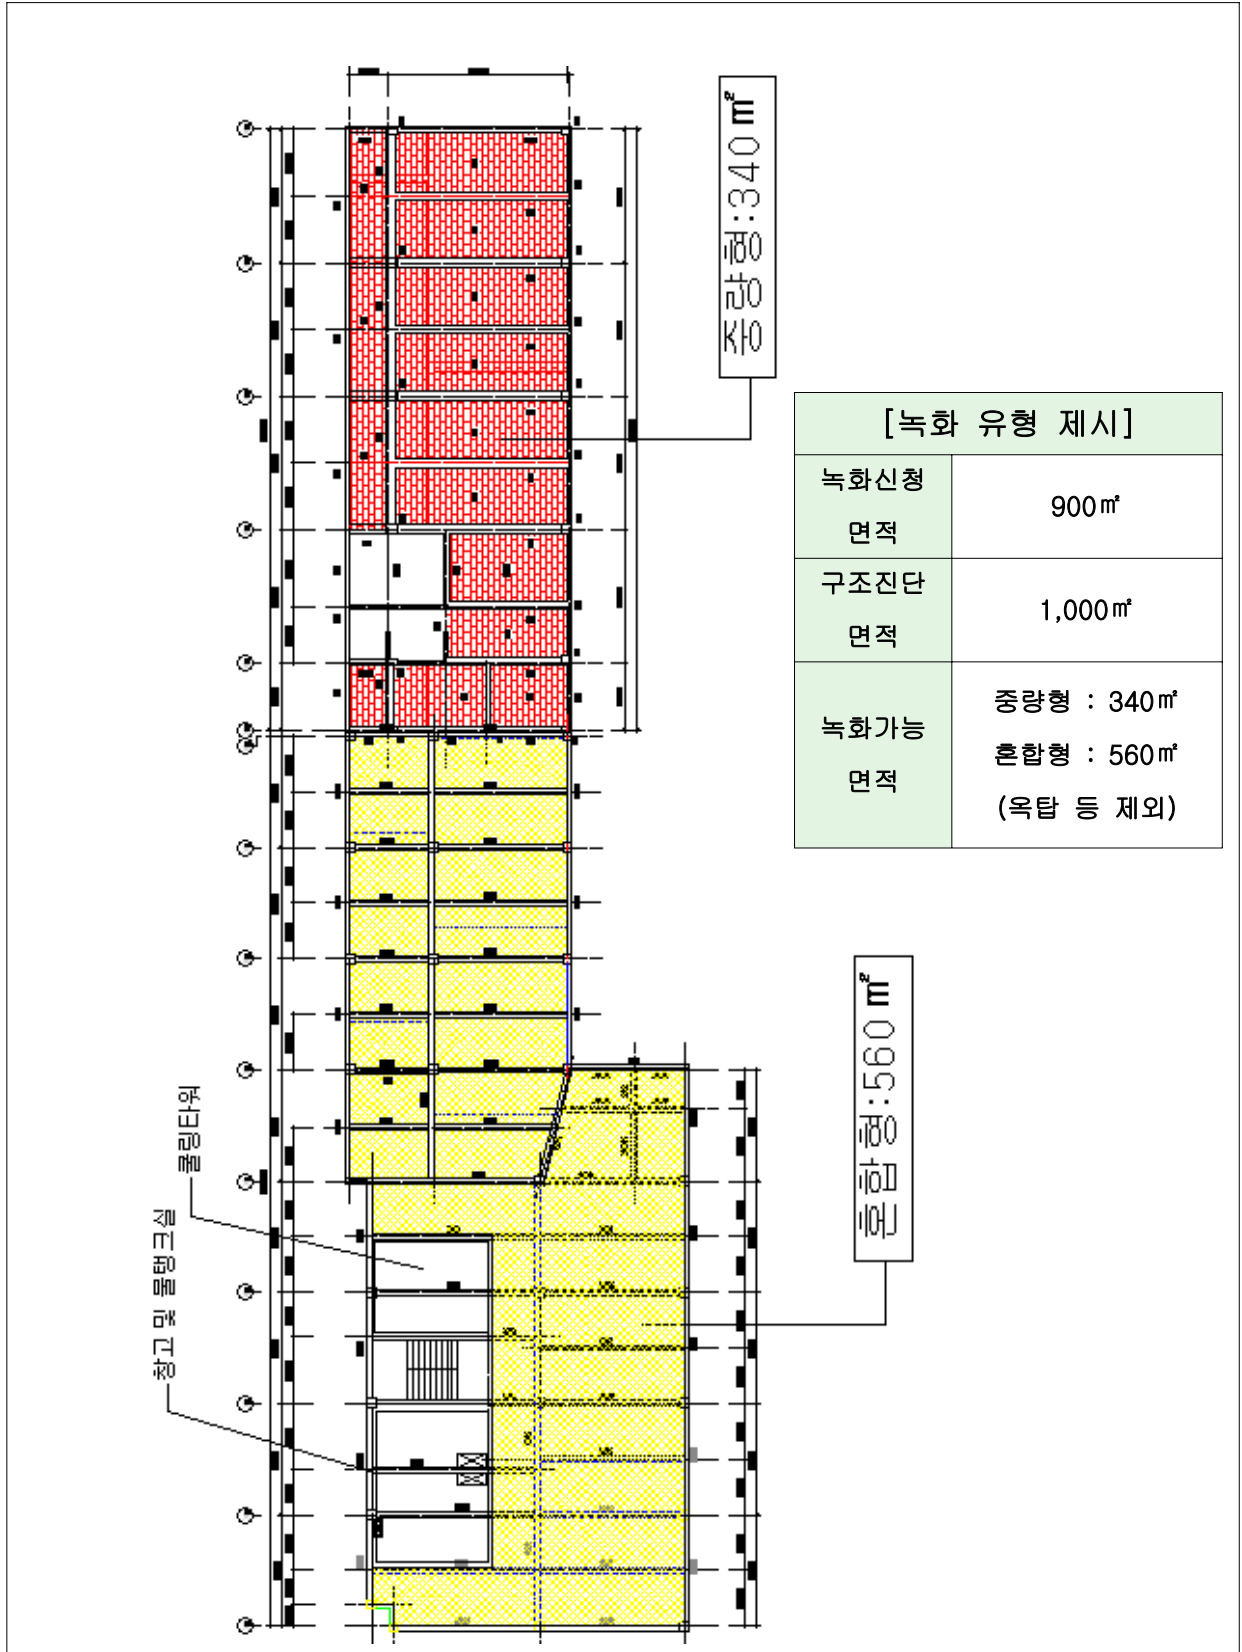 중량형:340㎡
[녹화 유형 제시]
녹화신청
면적
900㎡
구조진단
면적
1,000㎡
녹화가능
면적
중량형 : 340㎡
혼합형 : 560㎡
(옥탑 등 제외)
혼합형:560㎡
쿨링타워
창고 및 물탱크실